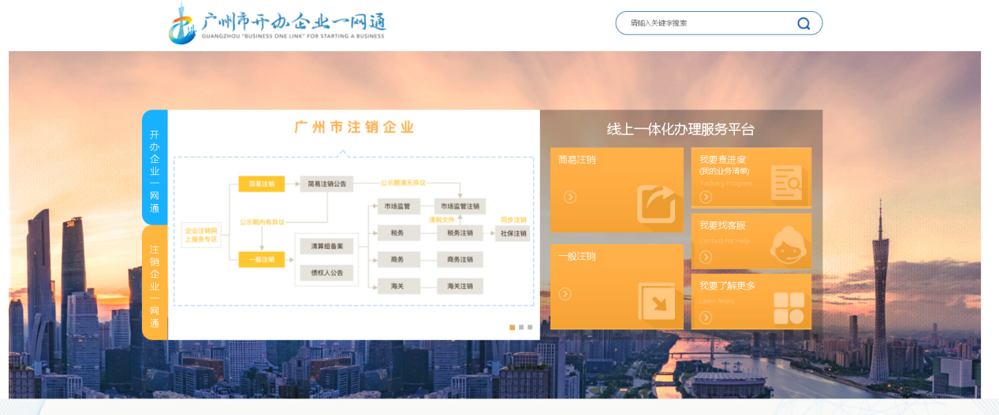 广州市开办企业一网通
GUANGZHOU "BUSINESS ONE LINK" FOR STARTING A BUSINESS
请输入关键字搜索
开办企业一网通
注销企业一网通
广州市注销企业
企业注销网
上服务专区
简易注销
简易注销公告
公示期满无异议
公示期内有异议
一般注销
清算组备案
债权人公告
市场监管
市场监管注销
清税文件
同步注销
税务
税务注销
社保注销
商务
商务注销
海关
海关注销
线上一体化办理服务平台
简易注销
一般注销
我要查进度
(我的业务清单)
Tracking Progress
我要找客服
Contact for Help
我要了解更多
Learn More